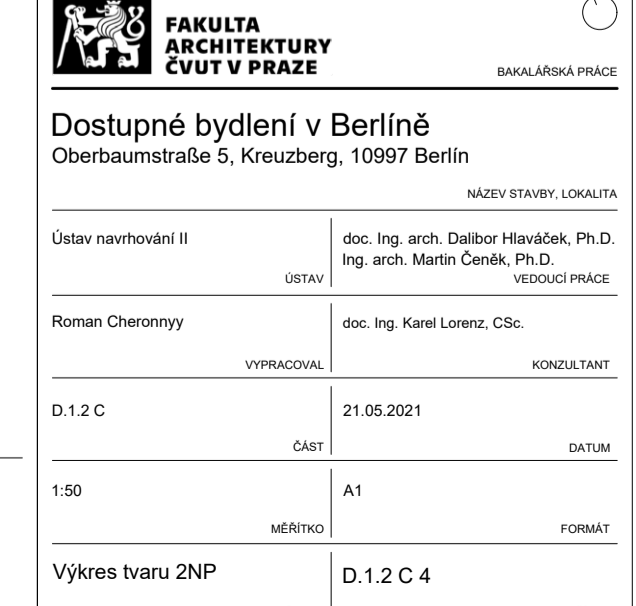 FAKULTA
ARCHITEKTURY
ČVUT V PRAZE
BAKALÁŘSKÁ PRÁCE
Dostupné bydlení v Berlíně
Oberbaumstraße 5, Kreuzberg, 10997 Berlín
NÁZEV STAVBY, LOKALITA
Ústav navrhování II
ÚSTAV
doc. Ing. arch. Dalibor Hlaváček, Ph.D.
Ing. arch. Martin Čeněk, Ph.D.
VEDOUCÍ PRÁCE
Roman Cheronnyy
VYPRACOVAL
doc. Ing. Karel Lorenz, CSc.
KONZULTANT
D.1.2 C
ČÁST
21.05.2021
DATUM
1:50
MĚŘÍTKO
A1
FORMÁT
Výkres tvaru 2NP
D.1.2 C 4